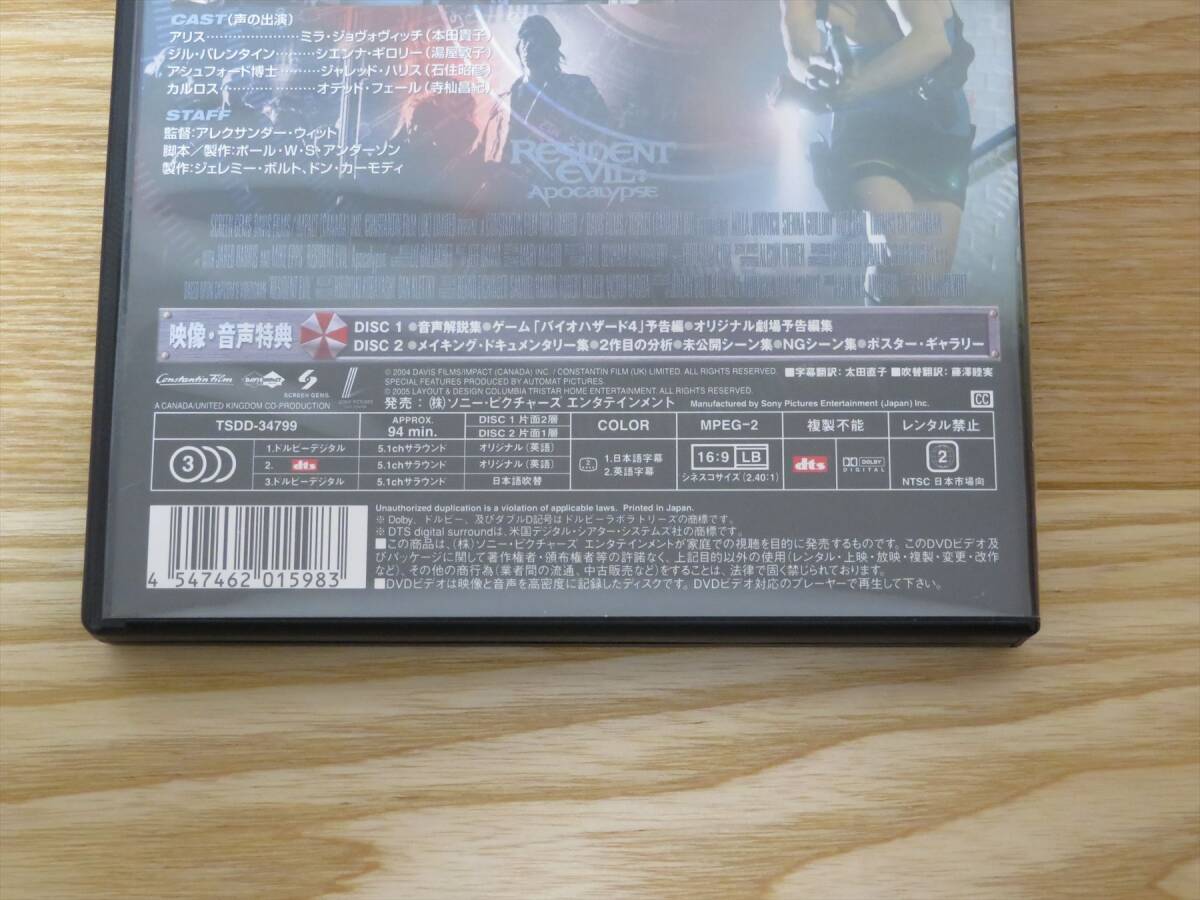 CAST(声の出演)
アリス…………………ミラ・ジョヴォヴィッチ(本田貴子)
ジル・バレンタイン………シエンナ・ギロリー(湯屋敦子)
アシュフォード博士………ジャレッド・ハリス(石住昭彦)
カルロス………… ………オデッド・フェール(寺杣昌紀)
STAFF
監督:アレクサンダー・ウィット
脚本/製作:ポール・W・S・アンダーソン
製作:ジェレミー・ボルト、ドン・カーモディ
RESIDENT
EVIL:
APOCALYPSE
映像・音声特典
DISC 1 ●音声解説集●ゲーム「バイオハザード4」予告編●オリジナル劇場予告編集
DISC 2 ●メイキング・ドキュメンタリー集●2作目の分析●未公開シーン集●NGシーン集●ポスター・ギャラリー
Constantin Film DAVIS IMPACT SCREEN GEMS SONY PICTURES
A CANADA/UNITED KINGDOM CO-PRODUCTION
© 2004 DAVIS FILMS/IMPACT (CANADA) INC. / CONSTANTIN FILM (UK) LIMITED. ALL RIGHTS RESERVED. ■字幕翻訳:太田直子 ■吹替翻訳:藤澤睦実
SPECIAL FEATURES PRODUCED BY AUTOMAT PICTURES.
© 2005 LAYOUT & DESIGN COLUMBIA TRISTAR HOME ENTERTAINMENT. ALL RIGHTS RESERVED.
発売:(株)ソニー・ピクチャーズ エンタテインメント Manufactured by Sony Pictures Entertainment (Japan) Inc. CC
TSDD-34799 APPROX. 94 min. DISC 1 片面2層 DISC 2 片面1層 COLOR MPEG-2 複製不能 レンタル禁止
3 1.ドルビーデジタル 5.1chサラウンド オリジナル(英語)
2. dts 5.1chサラウンド オリジナル(英語)
3.ドルビーデジタル 5.1chサラウンド 日本語吹替
1.日本語字幕
2.英語字幕
16:9 LB
シネスコサイズ(2.40:1)
dts DOLBY DIGITAL
2
NTSC 日本市場向
Unauthorized duplication is a violation of applicable laws. Printed in Japan.
※ Dolby、ドルビー、及びダブルD記号はドルビーラボラトリーズの商標です。
※ DTS digital surroundは、米国デジタル・シアター・システムズ社の商標です。
■この商品は、(株)ソニー・ピクチャーズ エンタテインメントが家庭での視聴を目的に発売するものです。このDVDビデオ及
びパッケージに関して著作権者・頒布権者等の許諾なく、上記目的以外の使用(レンタル・上映・放映・複製・変更・改作
など)、その他の商行為(業者間の流通、中古販売など)をすることは、法律で固く禁じられております。
■DVDビデオは映像と音声を高密度に記録したディスクです。DVDビデオ対応のプレーヤーで再生して下さい。
4 547462 015983